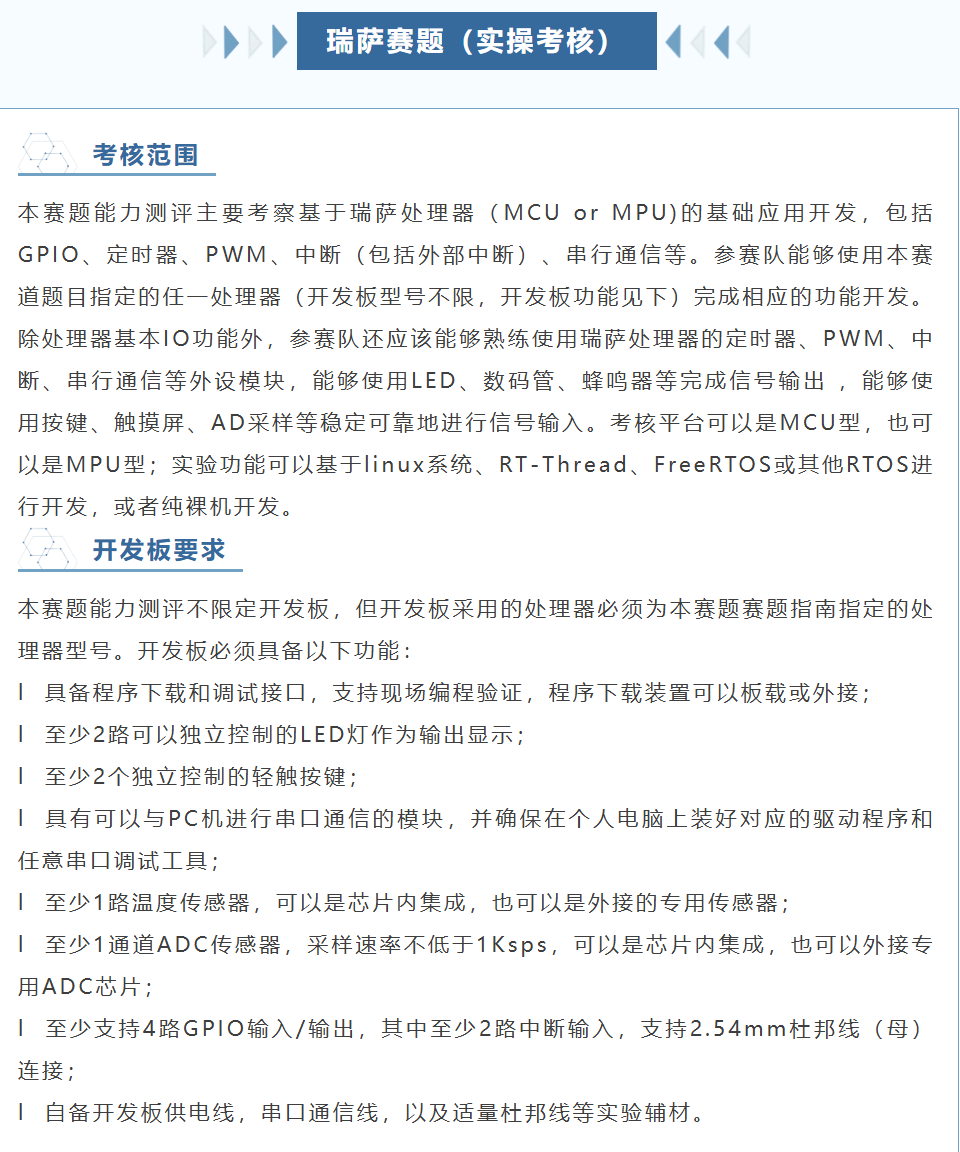 瑞萨赛题（实操考核）
考核范围
本赛题能力测评主要考察基于瑞萨处理器（MCU or MPU)的基础应用开发，包括
GPIO、定时器、PWM、中断（包括外部中断）、串行通信等。参赛队能够使用本赛
道题目指定的任一处理器（开发板型号不限，开发板功能见下）完成相应的功能开发。
除处理器基本IO功能外，参赛队还应该能够熟练使用瑞萨处理器的定时器、PWM、中
断、串行通信等外设模块，能够使用LED、数码管、蜂鸣器等完成信号输出 ，能够使
用按键、触摸屏、AD采样等稳定可靠地进行信号输入。考核平台可以是MCU型，也可
以是MPU型；实验功能可以基于linux系统、RT-Thread、FreeRTOS或其他RTOS进
行开发，或者纯裸机开发。
开发板要求
本赛题能力测评不限定开发板，但开发板采用的处理器必须为本赛题赛题指南指定的处
理器型号。开发板必须具备以下功能：
l 具备程序下载和调试接口，支持现场编程验证，程序下载装置可以板载或外接；
l 至少2路可以独立控制的LED灯作为输出显示；
l 至少2个独立控制的轻触按键；
l 具有可以与PC机进行串口通信的模块，并确保在个人电脑上装好对应的驱动程序和
任意串口调试工具；
l 至少1路温度传感器，可以是芯片内集成，也可以是外接的专用传感器；
l 至少1通道ADC传感器，采样速率不低于1Ksps，可以是芯片内集成，也可以外接专
用ADC芯片；
l 至少支持4路GPIO输入/输出，其中至少2路中断输入，支持2.54mm杜邦线（母）
连接；
l 自备开发板供电线，串口通信线，以及适量杜邦线等实验辅材。